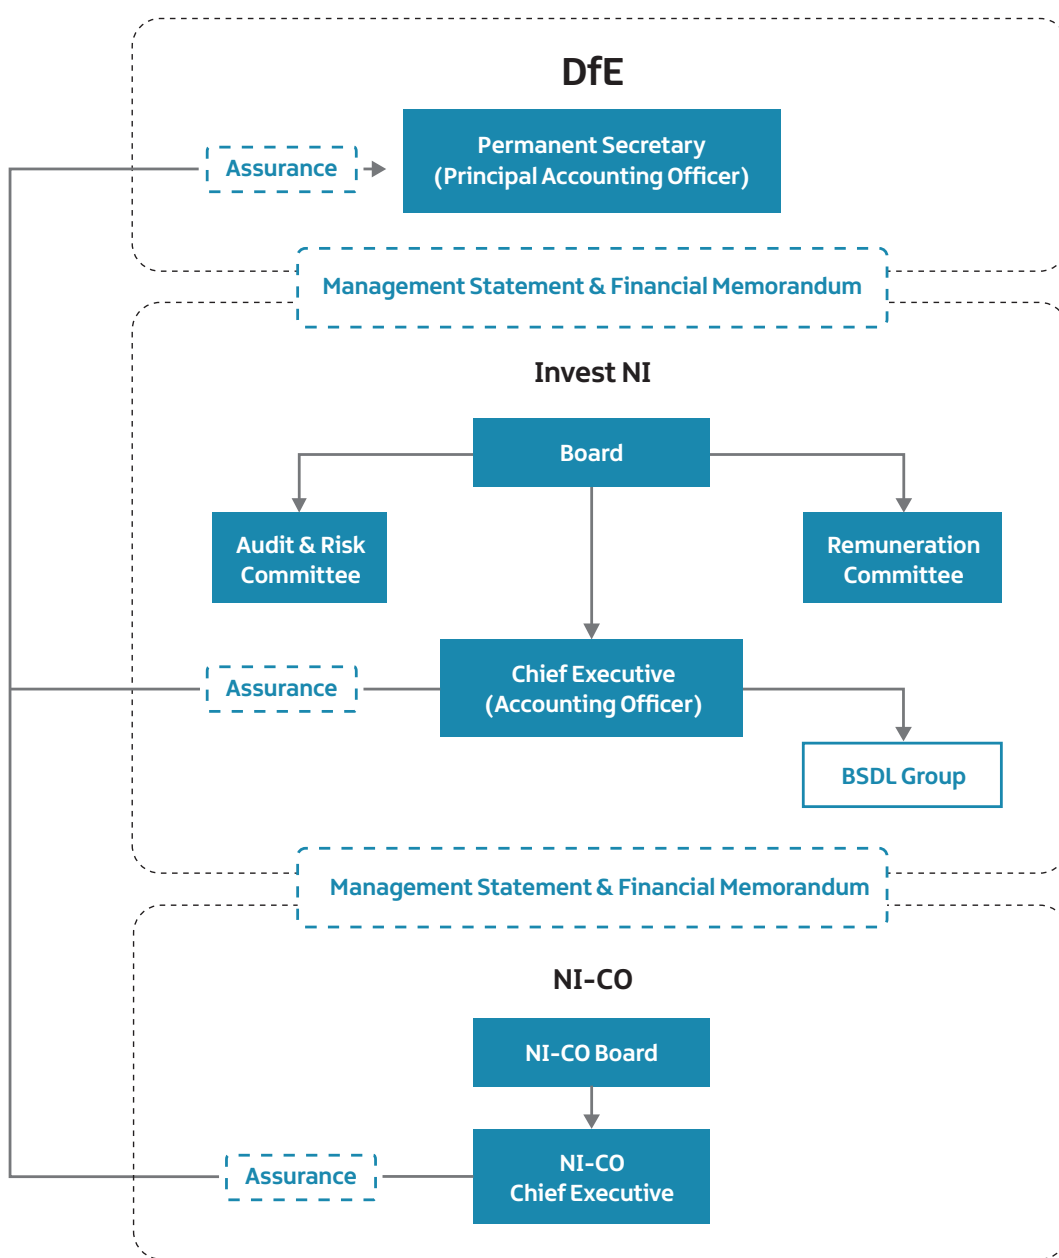 DfE
Permanent Secretary
(Principal Accounting Officer)
Assurance
Management Statement & Financial Memorandum
Invest NI
Board
Audit & Risk
Committee
Remuneration
Committee
Chief Executive
(Accounting Officer)
Assurance
BSDL Group
Management Statement & Financial Memorandum
NI-CO
NI-CO Board
NI-CO
Chief Executive
Assurance